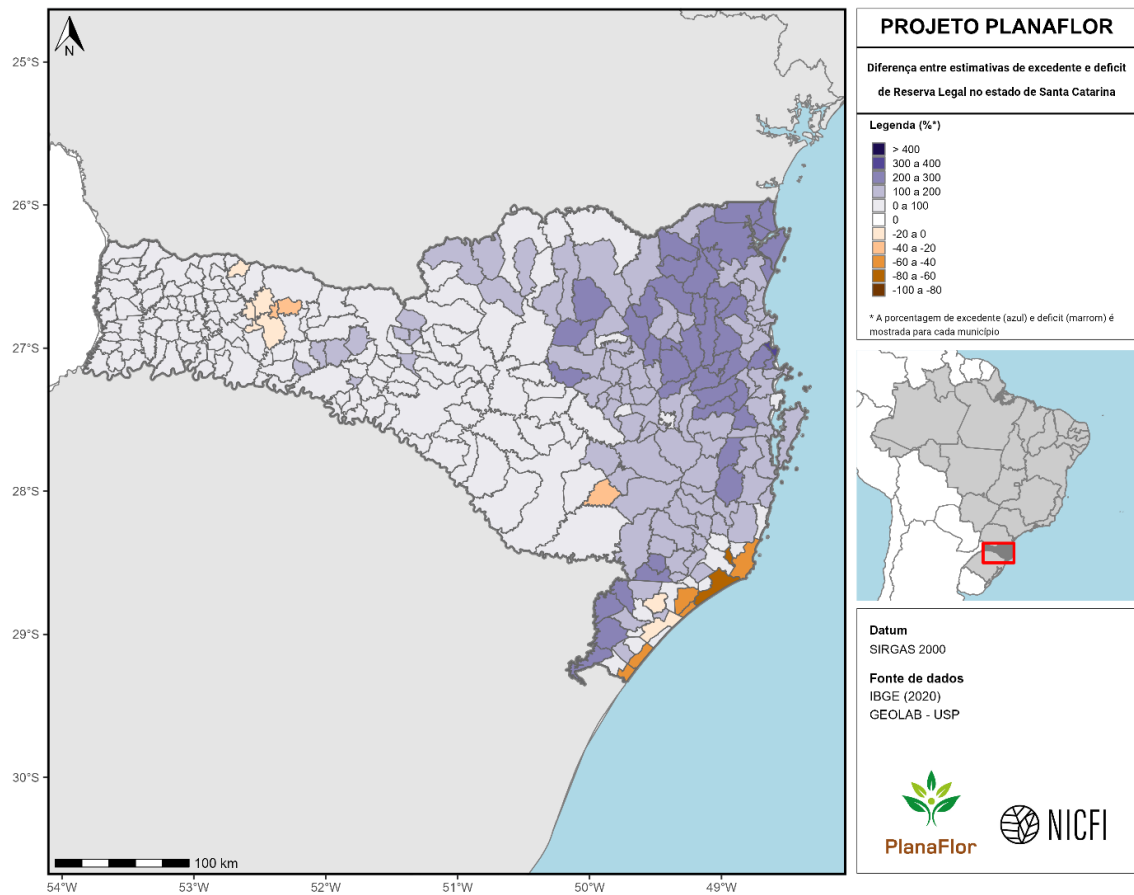 N
25°S
26°S
27°S
28°S
29°S
30°S
100 km
54°W
53°W
52°W
51°W
50°W
49°W
PROJETO PLANAFLOR
Diferença entre estimativas de excedente e deficit
de Reserva Legal no estado de Santa Catarina
Legenda (%*)
> 400
300 a 400
200 a 300
100 a 200
0 a 100
0
-20 a 0
-40 a -20
-60 a -40
-80 a -60
-100 a -80
* A porcentagem de excedente (azul) e deficit (marrom) é
mostrada para cada município
Datum
SIRGAS 2000
Fonte de dados
IBGE (2020)
GEOLAB - USP
PlanaFlor
NICFI